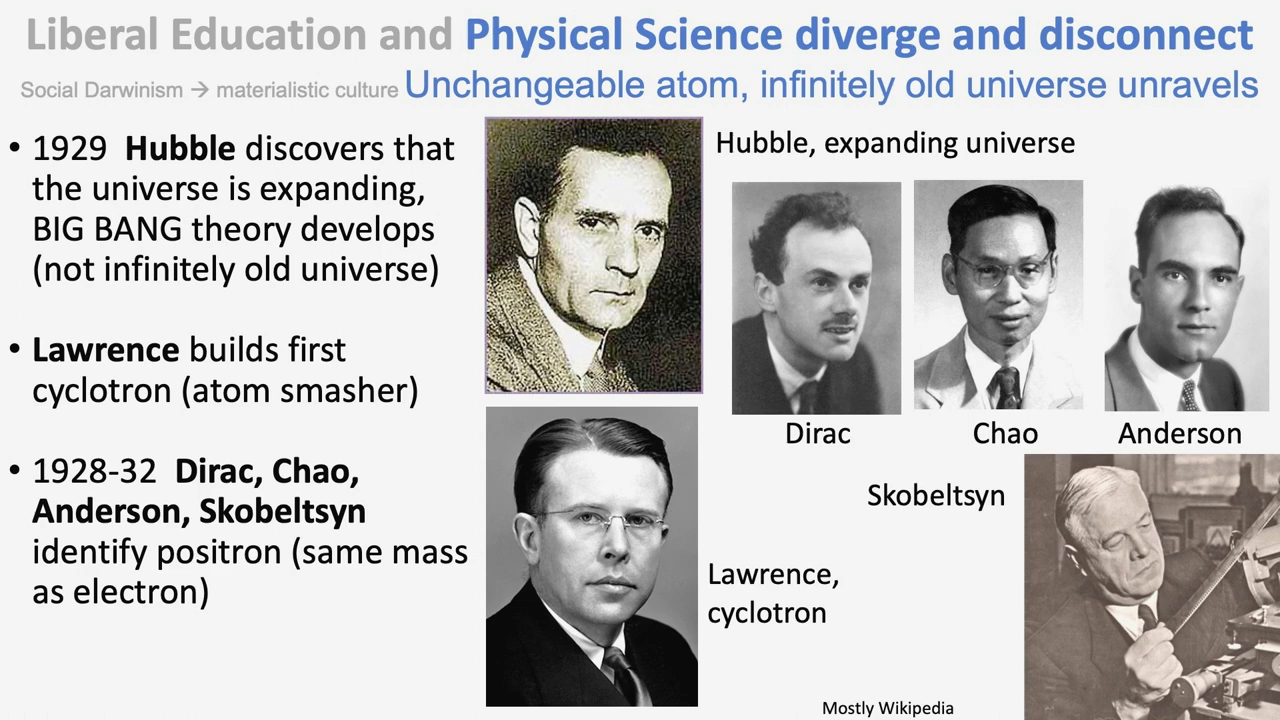 Liberal Education and Physical Science diverge and disconnect
Social Darwinism → materialistic culture Unchangeable atom, infinitely old universe unravels
• 1929 Hubble discovers that
the universe is expanding,
BIG BANG theory develops
(not infinitely old universe)
• Lawrence builds first
cyclotron (atom smasher)
• 1928-32 Dirac, Chao,
Anderson, Skobeltsyn
identify positron (same mass
as electron)
Hubble, expanding universe
Dirac
Chao
Anderson
Skobeltsyn
Lawrence,
cyclotron
Mostly Wikipedia